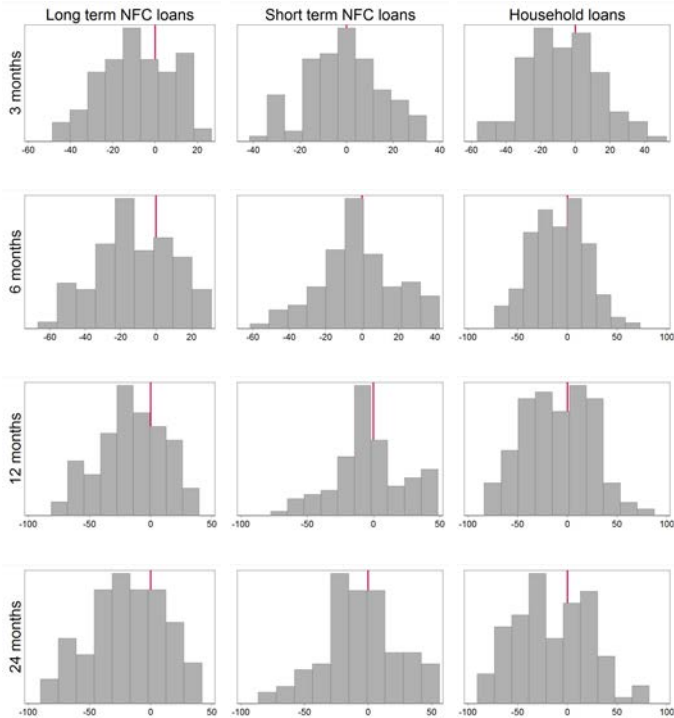 Long term NFC loans Short term NFC loans Household loans
3 months
-60 -40 -20 0 20 -40 -20 0 20 40 -60 -40 -20 0 20 40
6 months
-60 -40 -20 0 20 -60 -40 -20 0 20 40 -100 -50 0 50 100
12 months
-100 -50 0 50 -100 -50 0 50 -100 -50 0 50 100
24 months
-100 -50 0 50 -100 -50 0 50 -100 -50 0 50 100